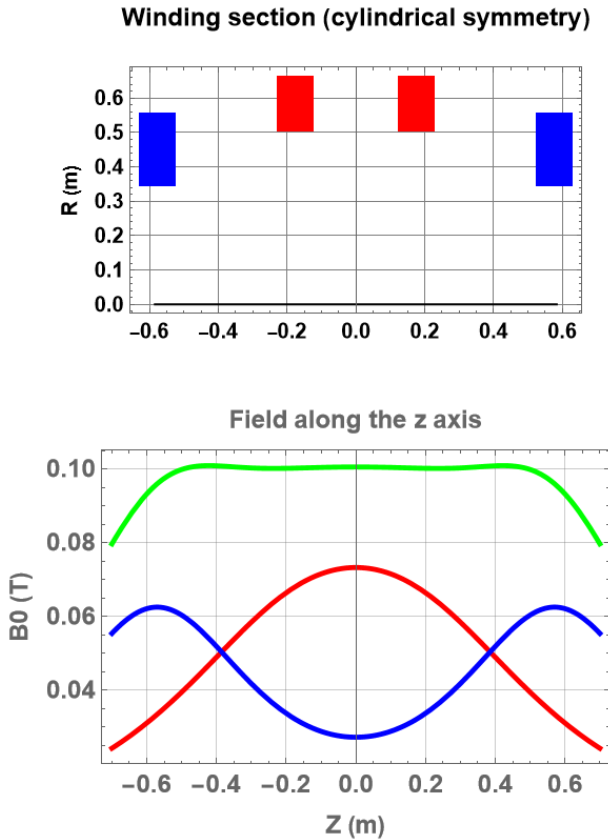 Winding section (cylindrical symmetry)
0.6
0.5
0.4
0.3
0.2
0.1
0.0
R (m)
−0.6 −0.4 −0.2 0.0 0.2 0.4 0.6
Field along the z axis
0.10
0.08
0.06
0.04
B0 (T)
−0.6 −0.4 −0.2 0.0 0.2 0.4 0.6
Z (m)